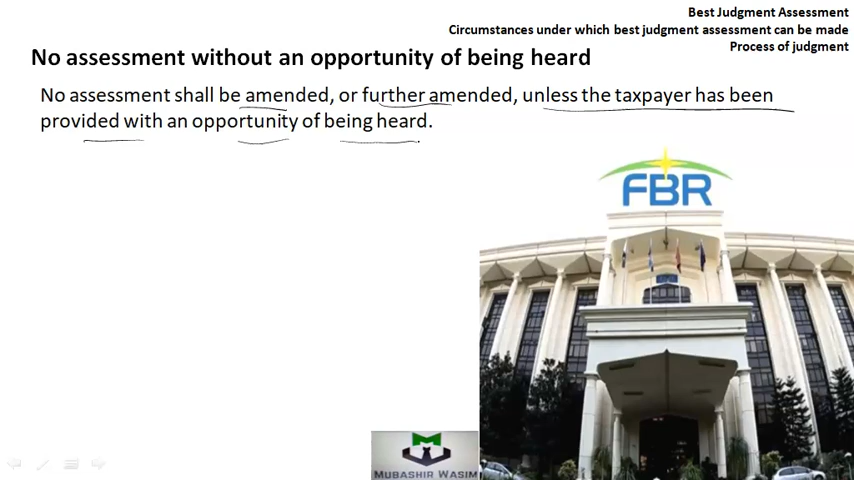 Best Judgment Assessment
Circumstances under which best judgment assessment can be made
Process of judgment
No assessment without an opportunity of being heard
No assessment shall be amended, or further amended, unless the taxpayer has been
provided with an opportunity of being heard.
FBR
MUBASHIR WASIM